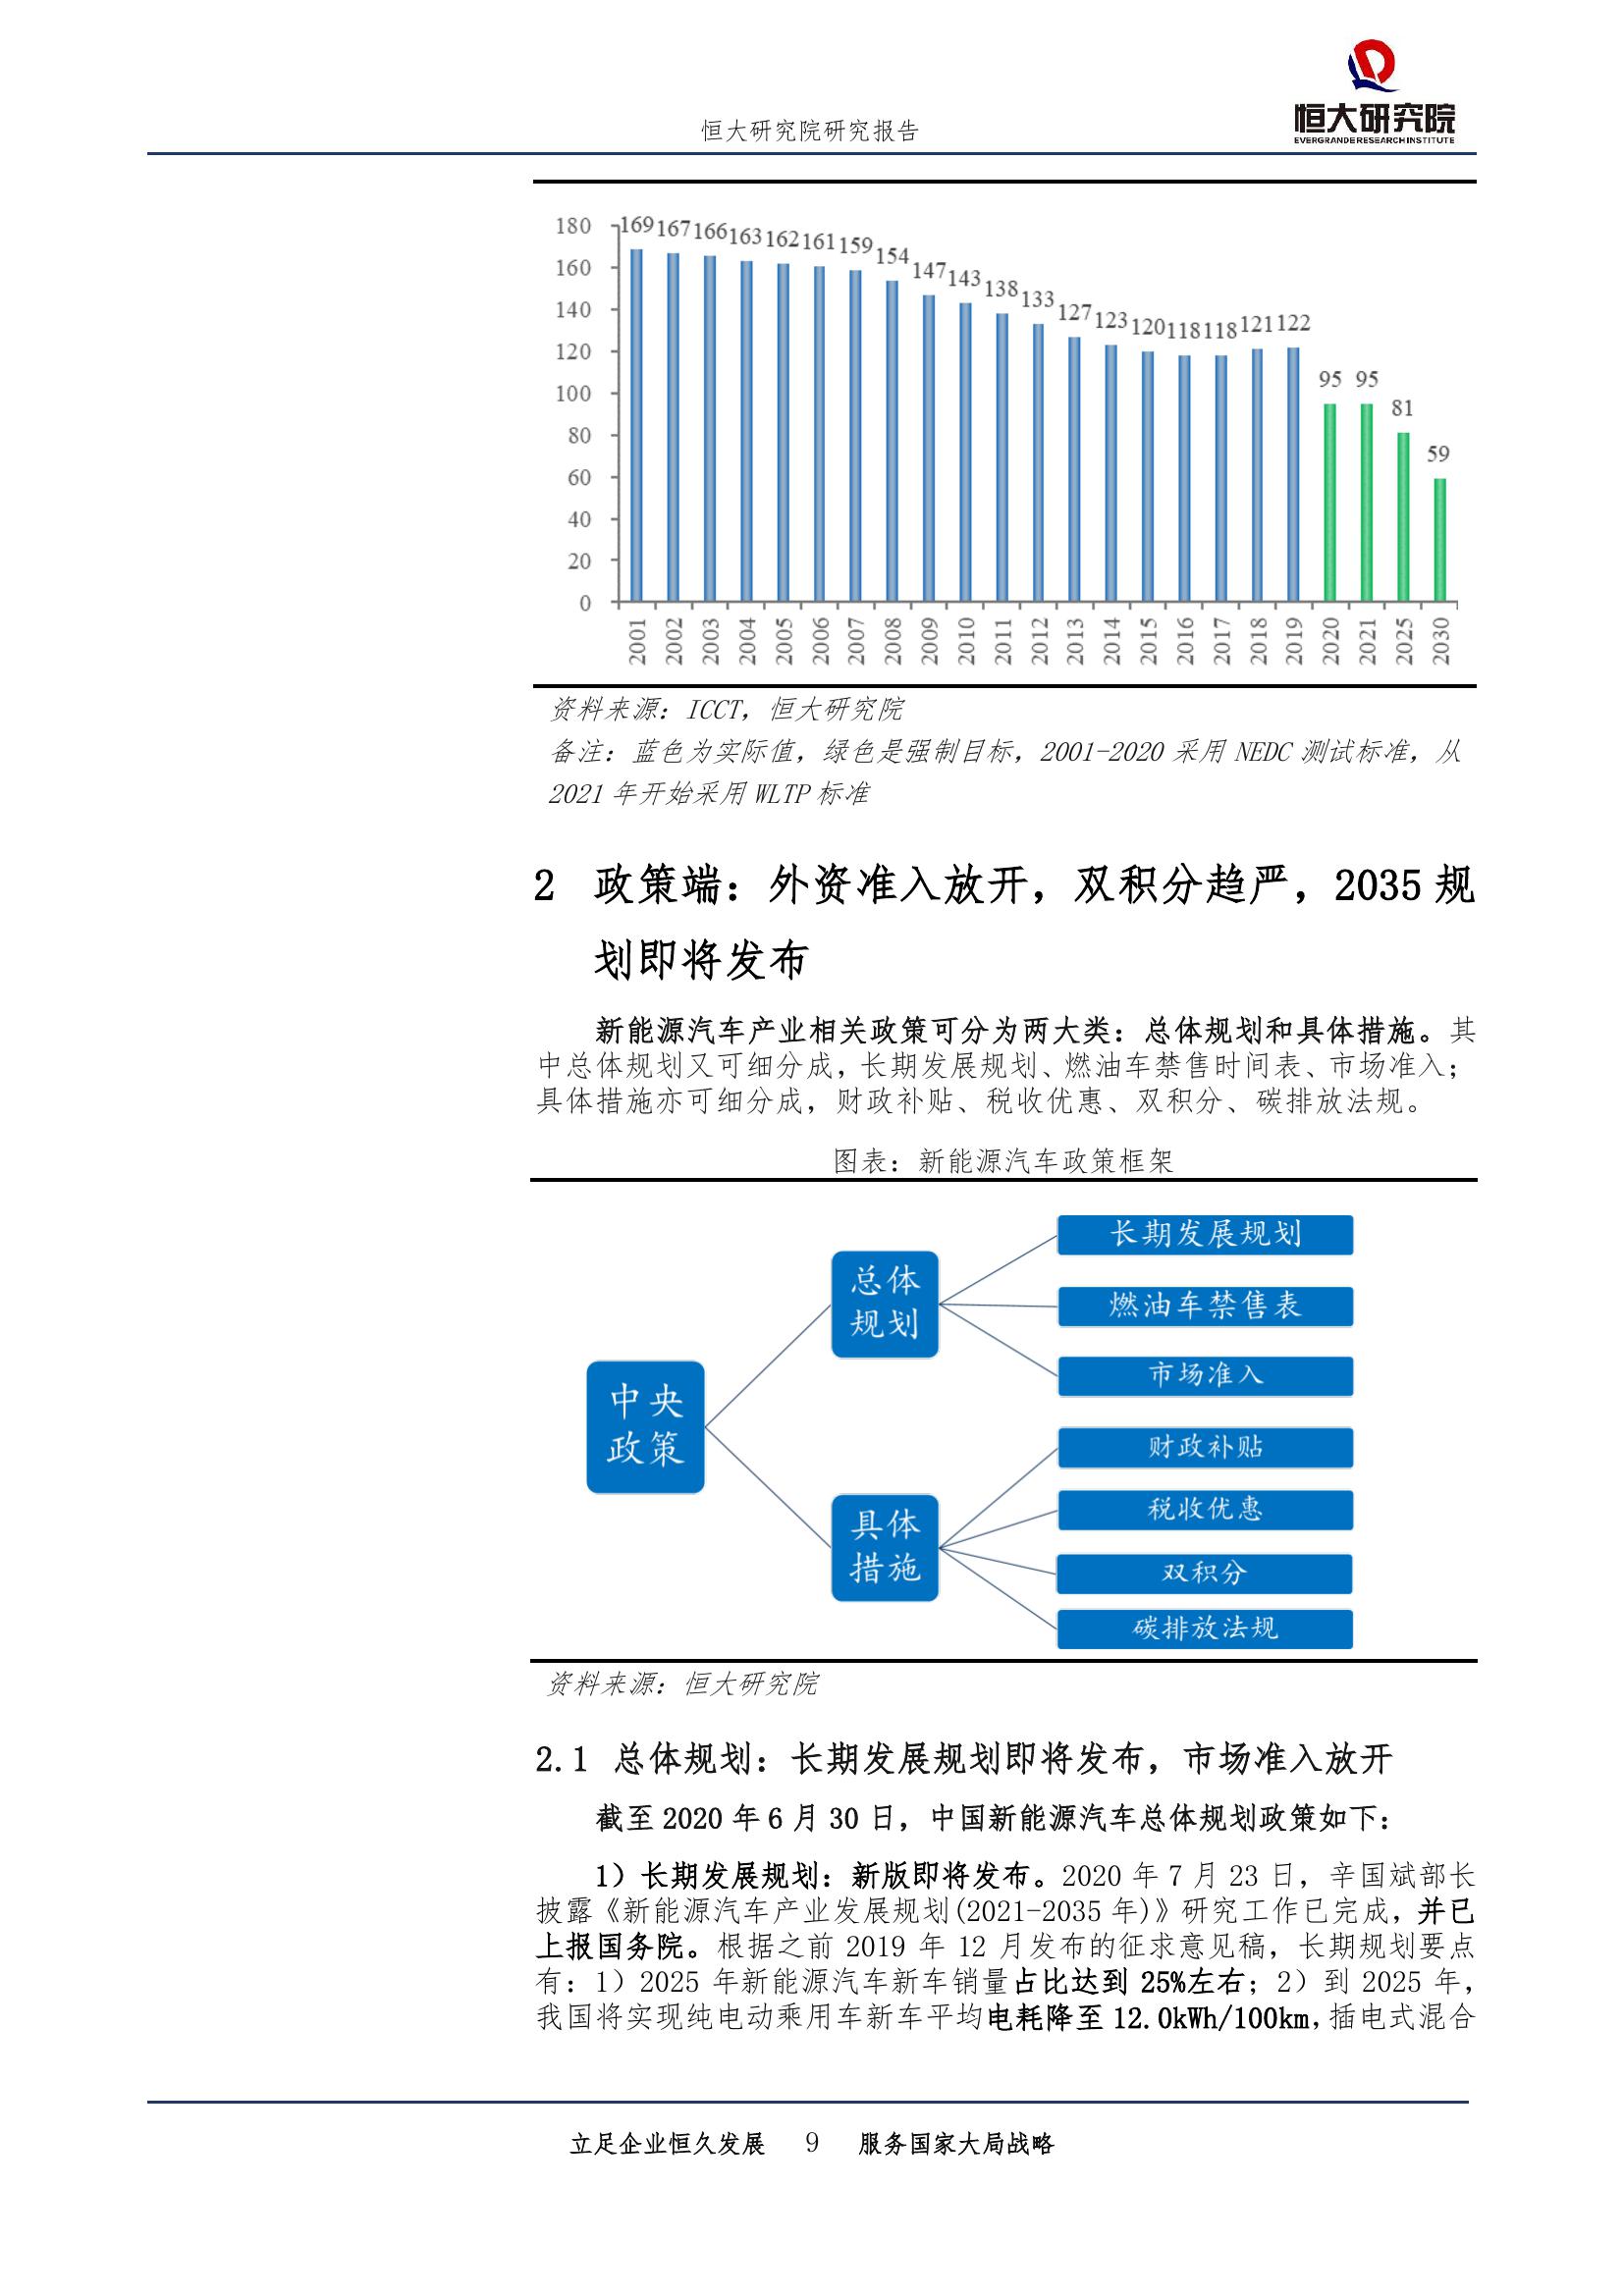 恒大研究院研究报告
恒大研究院
EVERGRANDE RESEARCH INSTITUTE
180
160
140
120
100
80
60
40
20
0
169 167 166 163 162 161 159 154 147 143 138 133 127 123 120 118 118 121 122 95 95 81 59
2001 2002 2003 2004 2005 2006 2007 2008 2009 2010 2011 2012 2013 2014 2015 2016 2017 2018 2019 2020 2021 2025 2030
资料来源：ICCT，恒大研究院
备注：蓝色为实际值，绿色是强制目标，2001-2020 采用 NEDC 测试标准，从
2021 年开始采用 WLTP 标准
2 政策端：外资准入放开，双积分趋严，2035 规
划即将发布
新能源汽车产业相关政策可分为两大类：总体规划和具体措施。其
中总体规划又可细分成，长期发展规划、燃油车禁售时间表、市场准入；
具体措施亦可细分成，财政补贴、税收优惠、双积分、碳排放法规。
图表：新能源汽车政策框架
中央
政策
总体
规划
长期发展规划
燃油车禁售表
市场准入
具体
措施
财政补贴
税收优惠
双积分
碳排放法规
资料来源：恒大研究院
2.1 总体规划：长期发展规划即将发布，市场准入放开
截至 2020 年 6 月 30 日，中国新能源汽车总体规划政策如下：
1）长期发展规划：新版即将发布。2020 年 7 月 23 日，辛国斌部长
披露《新能源汽车产业发展规划(2021-2035 年)》研究工作已完成，并已
上报国务院。根据之前 2019 年 12 月发布的征求意见稿，长期规划要点
有：1）2025 年新能源汽车新车销量占比达到 25%左右；2）到 2025 年，
我国将实现纯电动乘用车新车平均电耗降至 12.0kWh/100km，插电式混合
立足企业恒久发展 9 服务国家大局战略